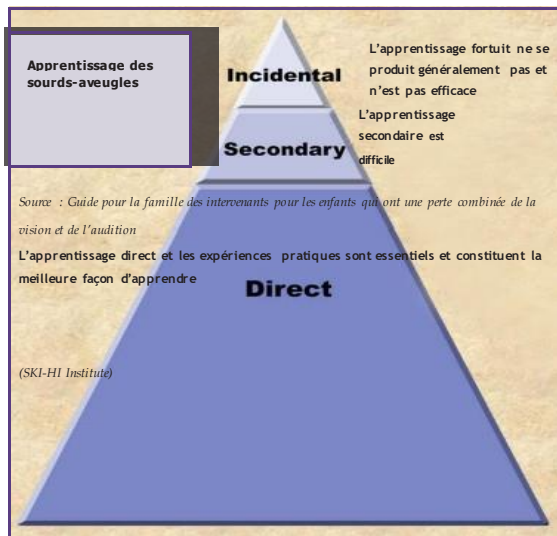 Apprentissage des
sourds-aveugles
Incidental
L'apprentissage fortuit ne se
produit généralement pas et
n'est pas efficace
Secondary
L'apprentissage
secondaire est
difficile
Source : Guide pour la famille des intervenants pour les enfants qui ont une perte combinée de la
vision et de l'audition
L'apprentissage direct et les expériences pratiques sont essentiels et constituent la
meilleure façon d'apprendre
Direct
(SKI-HI Institute)